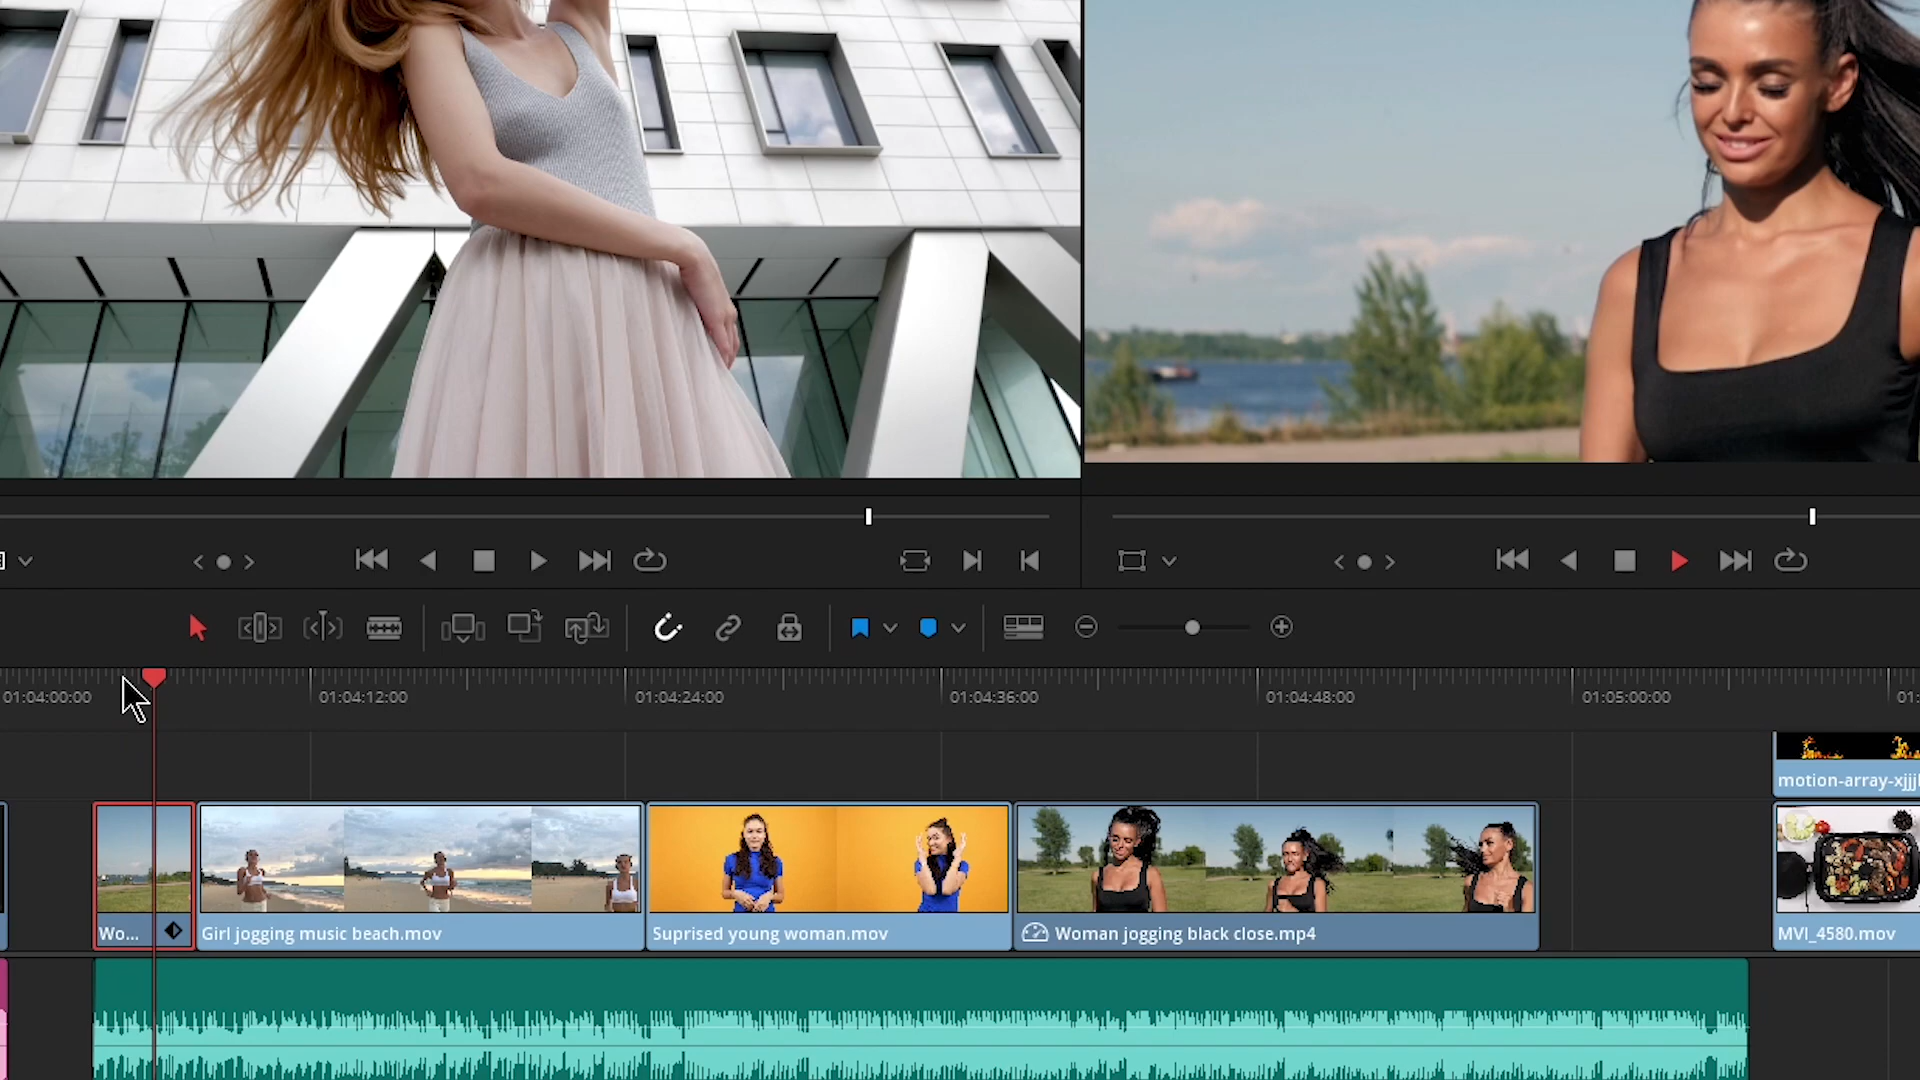 01:04:00:00
01:04:12:00
01:04:24:00
01:04:36:00
01:04:48:00
01:05:00:00
01:
motion-array-xjjj
Wo...
Girl jogging music beach.mov
Suprised young woman.mov
Woman jogging black close.mp4
MVI_4580.mov